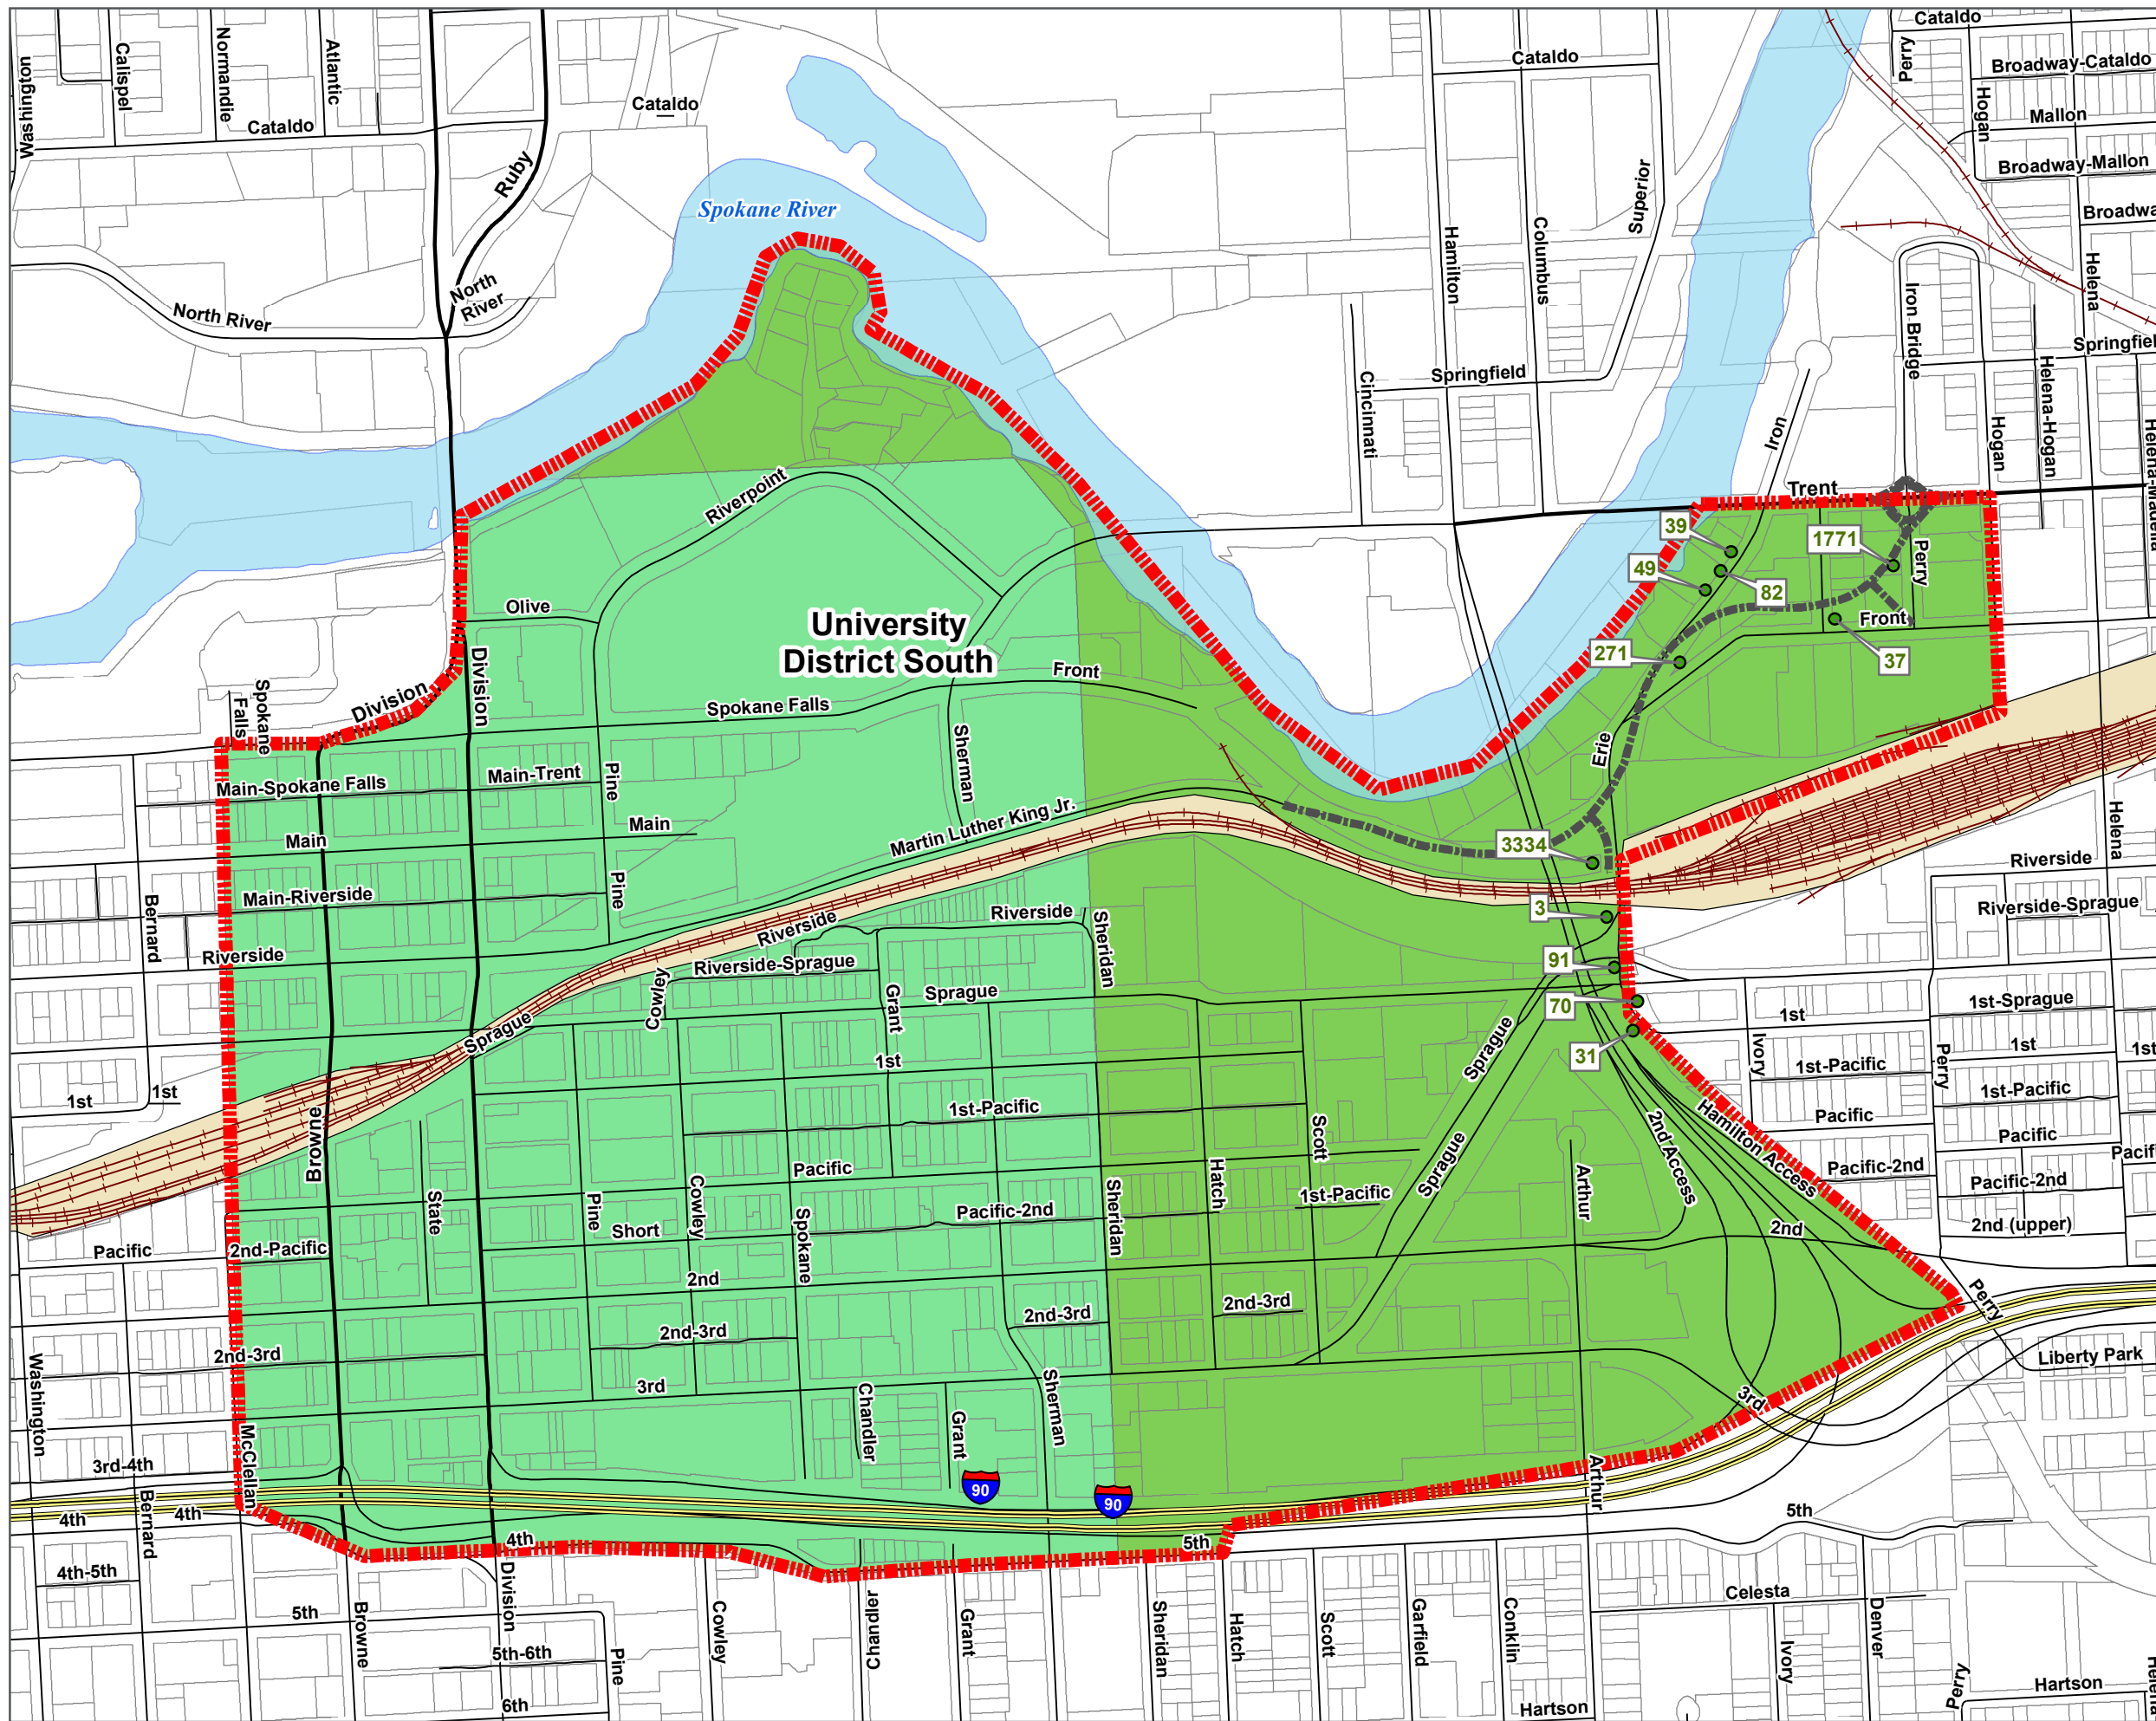 Cataldo
Perry
Washington
Calispel
Normandie
Atlantic
Cataldo
Broadway-Cataldo
Cataldo
Hogan
Mallon
Cataldo
Ruby
Broadway-Mallon
Superior
Spokane River
Hamilton
Columbus
Broadwa
Helena
North
River
North River
Iron Bridge
Springfiel
Helena-Hogan
Springfield
Cincinnati
Iron
Hogan
Helena-Madelia
Riverpoint
Trent
39
1771
Perry
49
82
Olive
University
District South
Front
271
37
Front
Division
Division
Spokane
Falls
Spokane Falls
Sherman
Erie
Main-Spokane Falls
Main-Trent
Pine
Martin Luther King Jr.
Main
Main
3334
Helena
Riverside
Main-Riverside
Pine
Bernard
Riverside
Riverside
Sheridan
3
Riverside-Sprague
Riverside
Riverside-Sprague
91
Cowley
Grant
Sprague
70
1st-Sprague
1st
Sprague
Sprague
31
Ivory
Perry
1st
1st
1st
1st-Pacific
1st
1st
1st-Pacific
1st-Pacific
Browne
Scott
2nd Access
Hamilton Access
Pacific
Pacific
Pacifi
Sprague
Pacific
Pacific-2nd
Pacific-2nd
Hatch
1st-Pacific
Arthur
State
Pine
Cowley
Spokane
Pacific-2nd
Sheridan
Short
2nd (upper)
2nd
Pacific
2nd-Pacific
2nd
2nd-3rd
2nd-3rd
2nd-3rd
Perry
2nd-3rd
Washington
Liberty Park
3rd
3rd
Chandler
Grant
Sherman
McClellan
3rd-4th
Arthur
90
90
Bernard
4th
4th
4th
5th
5th
4th-5th
Division
Celesta
5th
Browne
Chandler
Cowley
Grant
Sheridan
Hatch
Scott
Garfield
Conklin
Denver
Ivory
5th-6th
Pine
Perry
Hartson
6th
Hartson
Helen